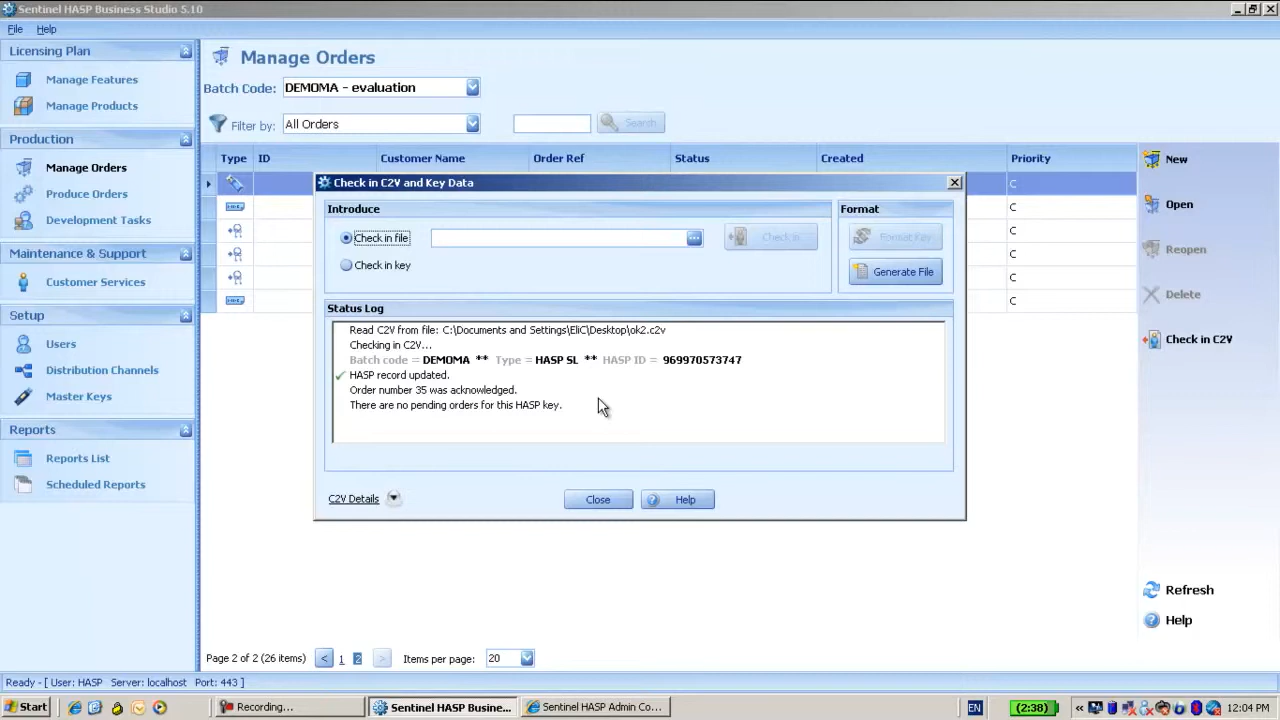 Sentinel HASP Business Studio 5.10
File Help
Licensing Plan
Manage Features
Manage Products
Production
Manage Orders
Produce Orders
Development Tasks
Maintenance & Support
Customer Services
Setup
Users
Distribution Channels
Master Keys
Reports
Reports List
Scheduled Reports
Manage Orders
Batch Code: DEMOMA - evaluation
Filter by: All Orders Search
Type ID Customer Name Order Ref Status Created Priority
C
C
C
C
C
C
Check in C2V and Key Data
Introduce
Check in file Check in
Check in key
Format
Format Key
Generate File
Status Log
Read C2V from file: C:\Documents and Settings\EliC\Desktop\ok2.c2v
Checking in C2V...
Batch code = DEMOMA ** Type = HASP SL ** HASP ID = 969970573747
HASP record updated.
Order number 35 was acknowledged.
There are no pending orders for this HASP key.
C2V Details Close Help
New
Open
Reopen
Delete
Check in C2V
Refresh
Help
Page 2 of 2 (26 items) < 1 2 > Items per page: 20
Ready - [ User: HASP Server: localhost Port: 443 ]
Start Recording... Sentinel HASP Busine... Sentinel HASP Admin Co... EN (2:38) « 12:04 PM